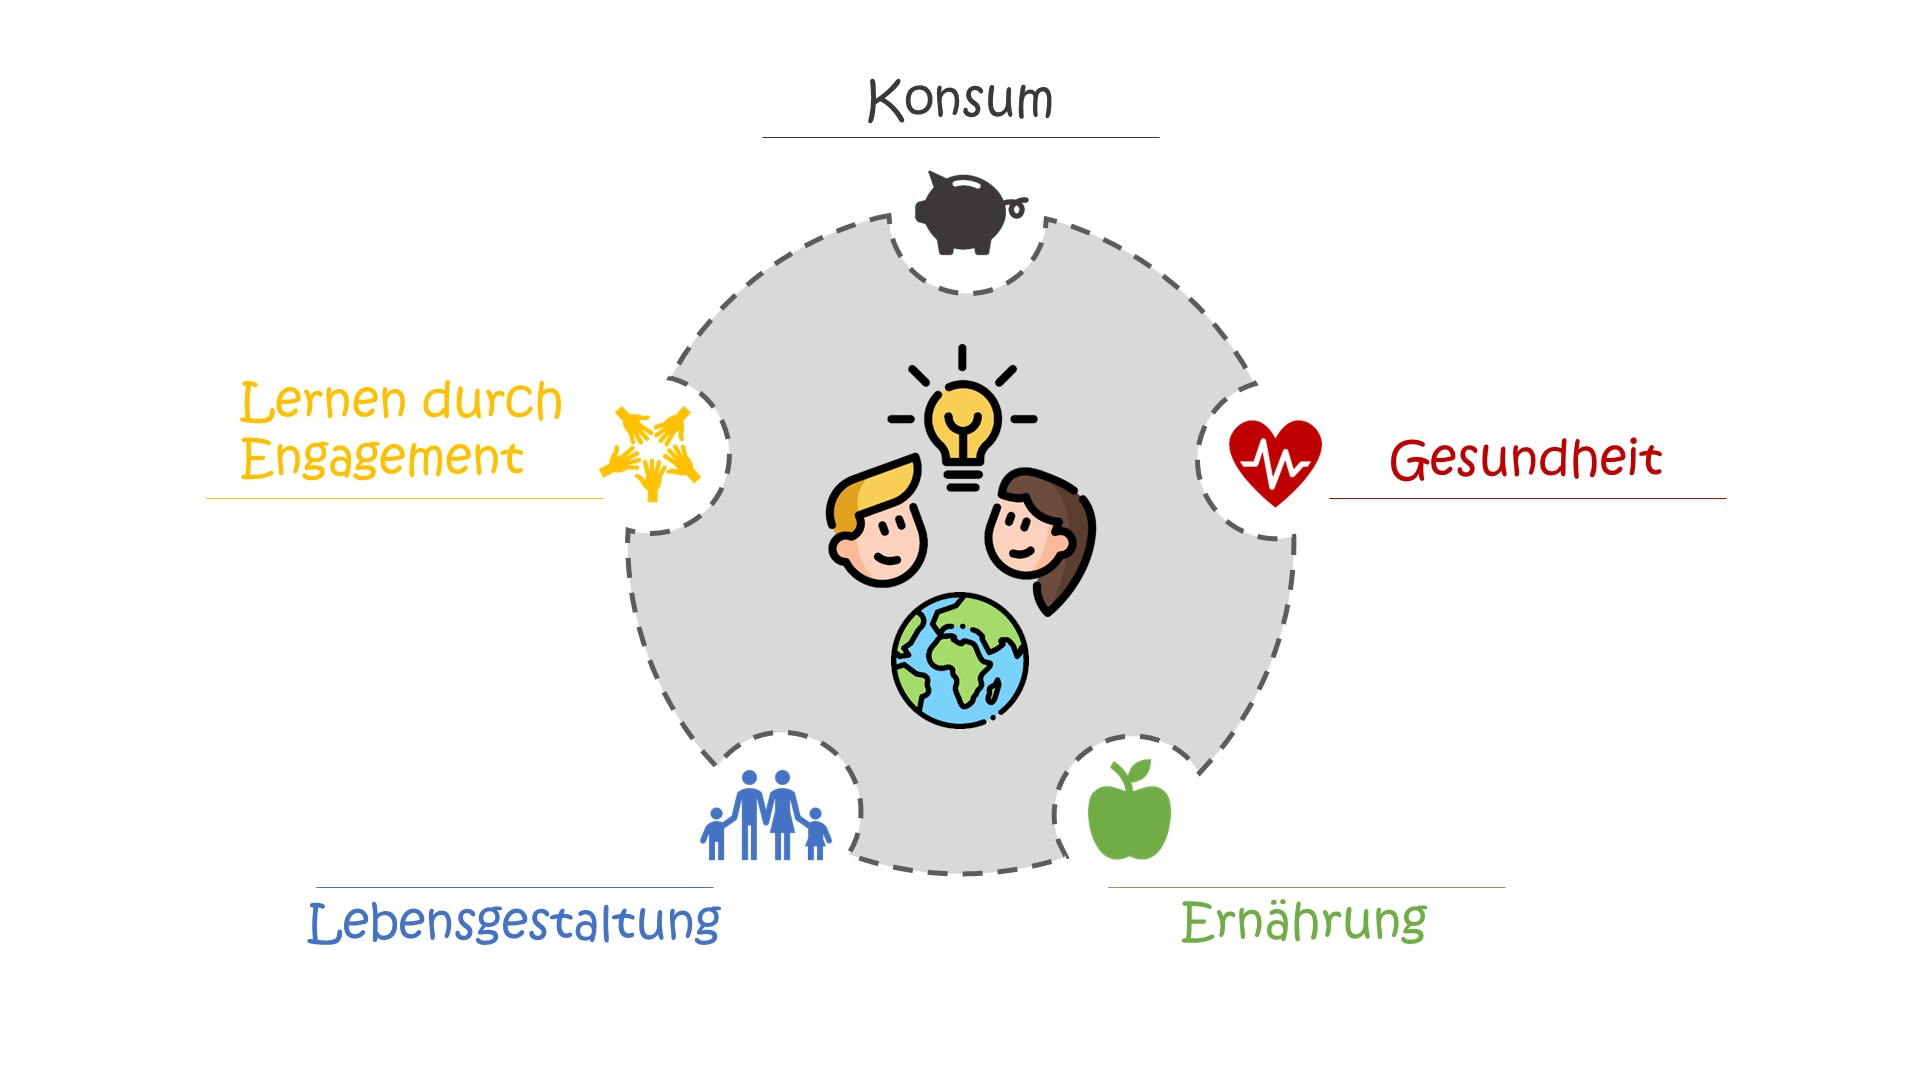 Konsum
Lernen durch
Engagement
Gesundheit
Lebensgestaltung
Ernährung